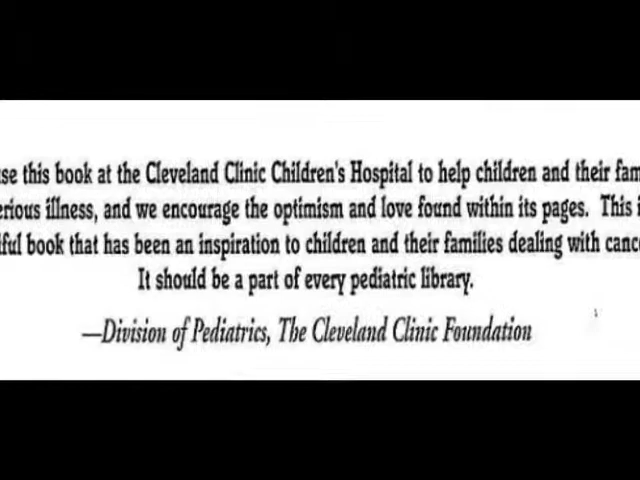 se this book at the Cleveland Clinic Children's Hospital to help children and their fam
erious illness, and we encourage the optimism and love found within its pages. This i
iful book that has been an inspiration to children and their families dealing with canc
It should be a part of every pediatric library.
—Division of Pediatrics, The Cleveland Clinic Foundation